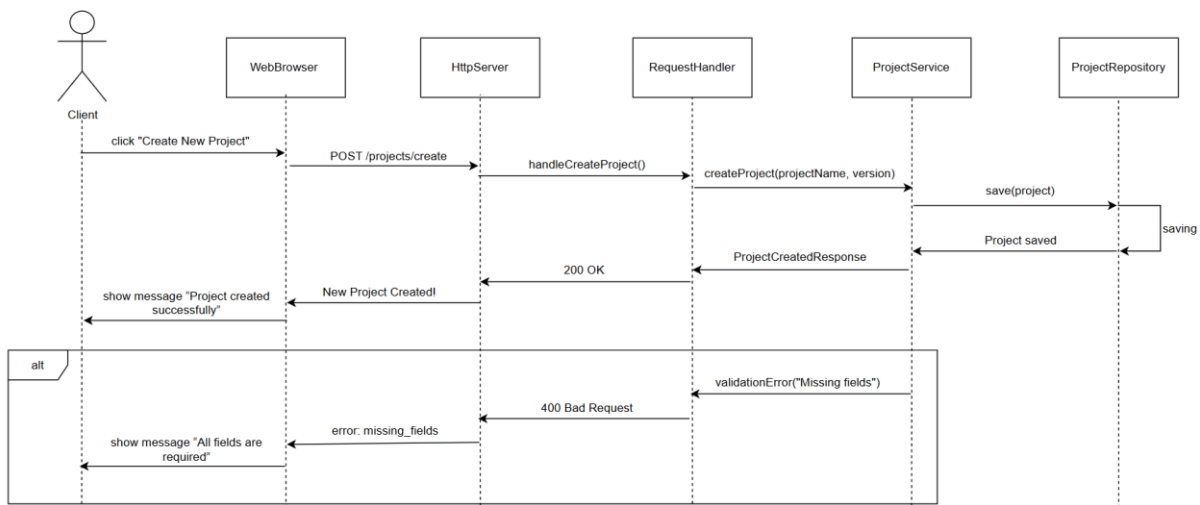 WebBrowser
HttpServer
RequestHandler
ProjectService
ProjectRepository
Client
click "Create New Project"
POST /projects/create
handleCreateProject()
createProject(projectName, version)
save(project)
saving
Project saved
ProjectCreatedResponse
200 OK
New Project Created!
show message "Project created
successfully"
alt
validationError("Missing fields")
400 Bad Request
error: missing_fields
show message "All fields are
required"